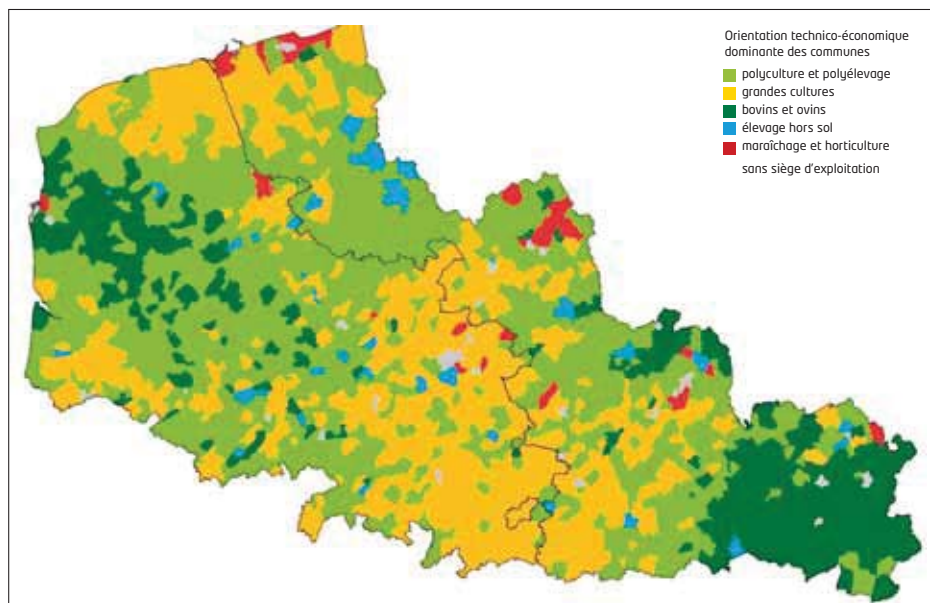 Orientation technico-économique
dominante des communes
polyculture et polyélevage
grandes cultures
bovins et ovins
élevage hors sol
maraîchage et horticulture
sans siège d'exploitation